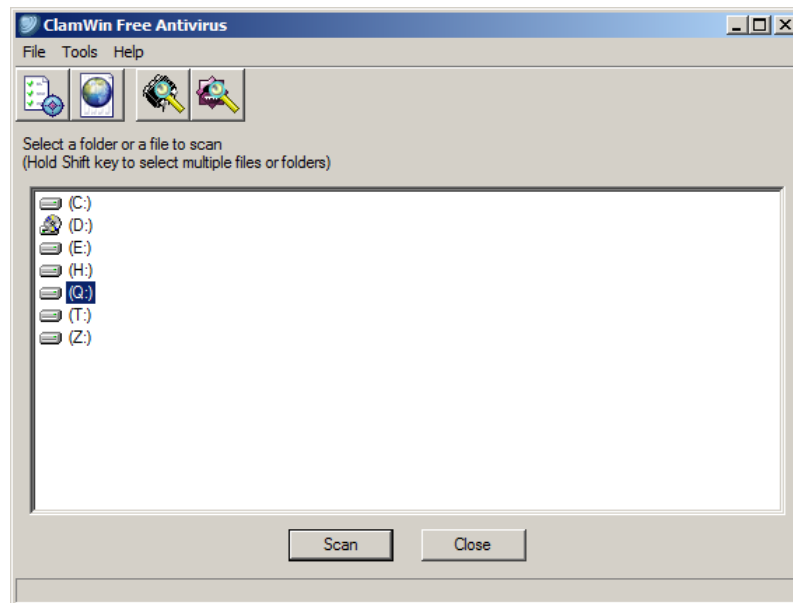 ClamWin Free Antivirus
File Tools Help
Select a folder or a file to scan
(Hold Shift key to select multiple files or folders)
(C:)
(D:)
(E:)
(H:)
(Q:)
(T:)
(Z:)
Scan Close